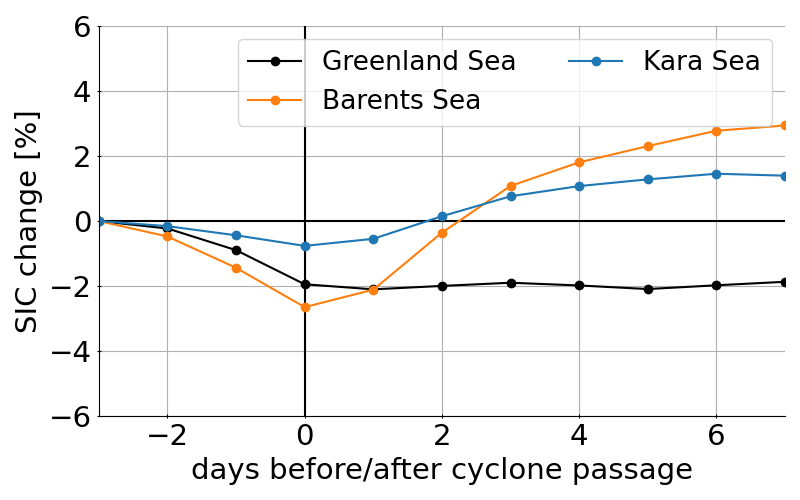 6
4
2
0
−2
−4
−6
SIC change [%]
Greenland Sea
Barents Sea
Kara Sea
−2 0 2 4 6
days before/after cyclone passage